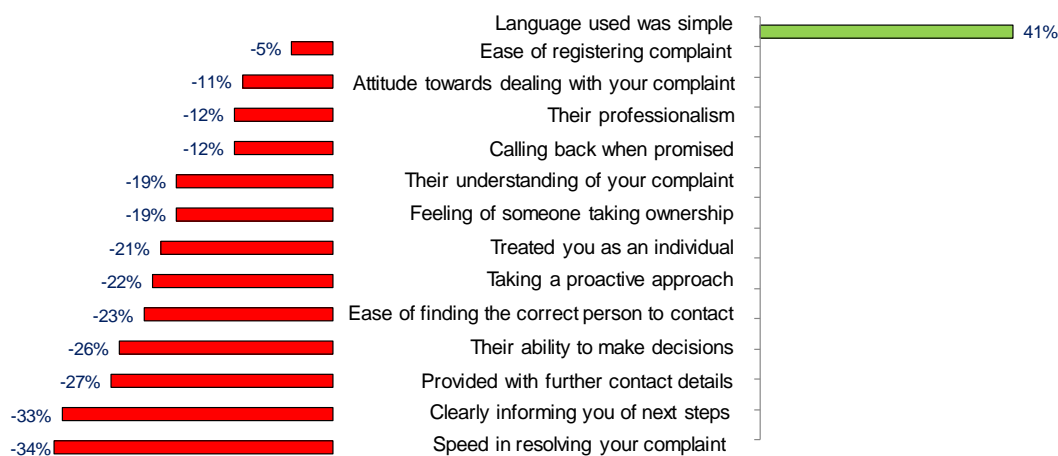 Language used was simple 41%
-5% Ease of registering complaint
-11% Attitude towards dealing with your complaint
-12% Their professionalism
-12% Calling back when promised
-19% Their understanding of your complaint
-19% Feeling of someone taking ownership
-21% Treated you as an individual
-22% Taking a proactive approach
-23% Ease of finding the correct person to contact
-26% Their ability to make decisions
-27% Provided with further contact details
-33% Clearly informing you of next steps
-34% Speed in resolving your complaint